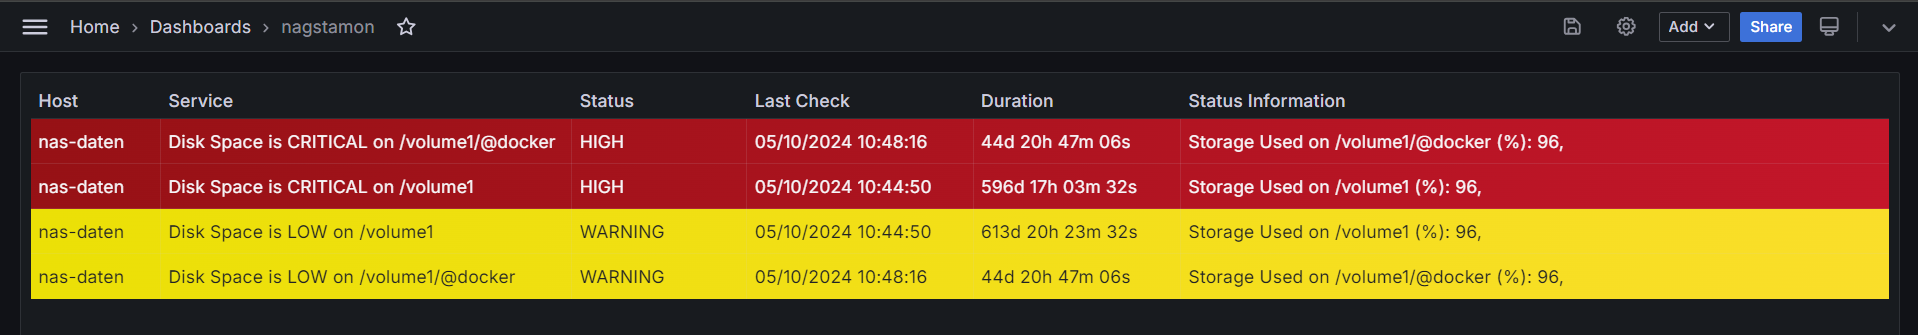 Home › Dashboards › nagstamon Add Share
Host Service Status Last Check Duration Status Information
nas-daten Disk Space is CRITICAL on /volume1/@docker HIGH 05/10/2024 10:48:16 44d 20h 47m 06s Storage Used on /volume1/@docker (%): 96,
nas-daten Disk Space is CRITICAL on /volume1 HIGH 05/10/2024 10:44:50 596d 17h 03m 32s Storage Used on /volume1 (%): 96,
nas-daten Disk Space is LOW on /volume1 WARNING 05/10/2024 10:44:50 613d 20h 23m 32s Storage Used on /volume1 (%): 96,
nas-daten Disk Space is LOW on /volume1/@docker WARNING 05/10/2024 10:48:16 44d 20h 47m 06s Storage Used on /volume1/@docker (%): 96,